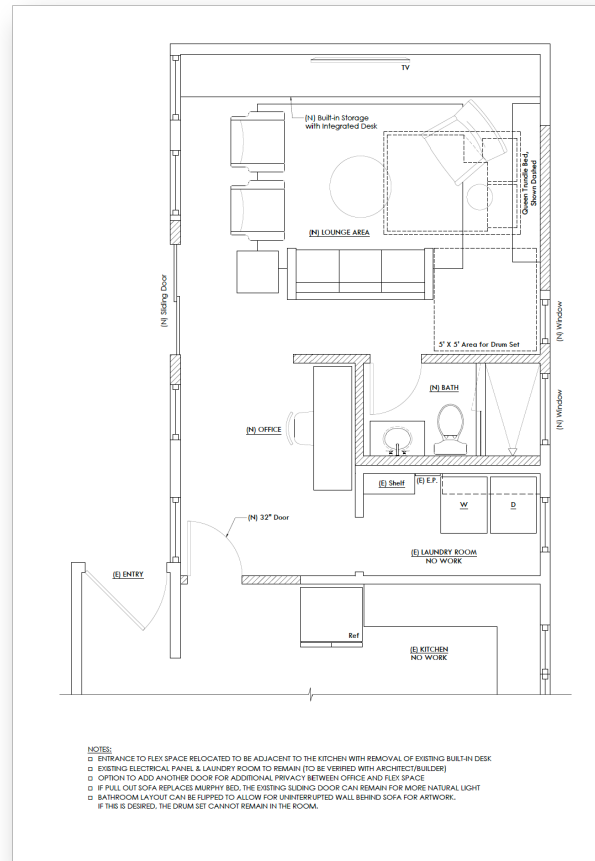 TV
(N) Built-in Storage
with Integrated Desk
Queen Trundle Bed,
Shown Dashed
(N) LOUNGE AREA
(N) Sliding Door
(N) Window
5' X 5' Area for Drum Set
(N) BATH
(N) Window
(N) OFFICE
(E) Shelf
(E) E.P.
W
D
(N) 32" Door
(E) LAUNDRY ROOM
NO WORK
(E) ENTRY
Ref
(E) KITCHEN
NO WORK
NOTES:
ENTRANCE TO FLEX SPACE RELOCATED TO BE ADJACENT TO THE KITCHEN WITH REMOVAL OF EXISTING BUILT-IN DESK
EXISTING ELECTRICAL PANEL & LAUNDRY ROOM TO REMAIN (TO BE VERIFIED WITH ARCHITECT/BUILDER)
OPTION TO ADD ANOTHER DOOR FOR ADDITIONAL PRIVACY BETWEEN OFFICE AND FLEX SPACE
IF PULL OUT SOFA REPLACES MURPHY BED, THE EXISTING SLIDING DOOR CAN REMAIN FOR MORE NATURAL LIGHT
BATHROOM LAYOUT CAN BE FLIPPED TO ALLOW FOR UNINTERRUPTED WALL BEHIND SOFA FOR ARTWORK.
IF THIS IS DESIRED, THE DRUM SET CANNOT REMAIN IN THE ROOM.